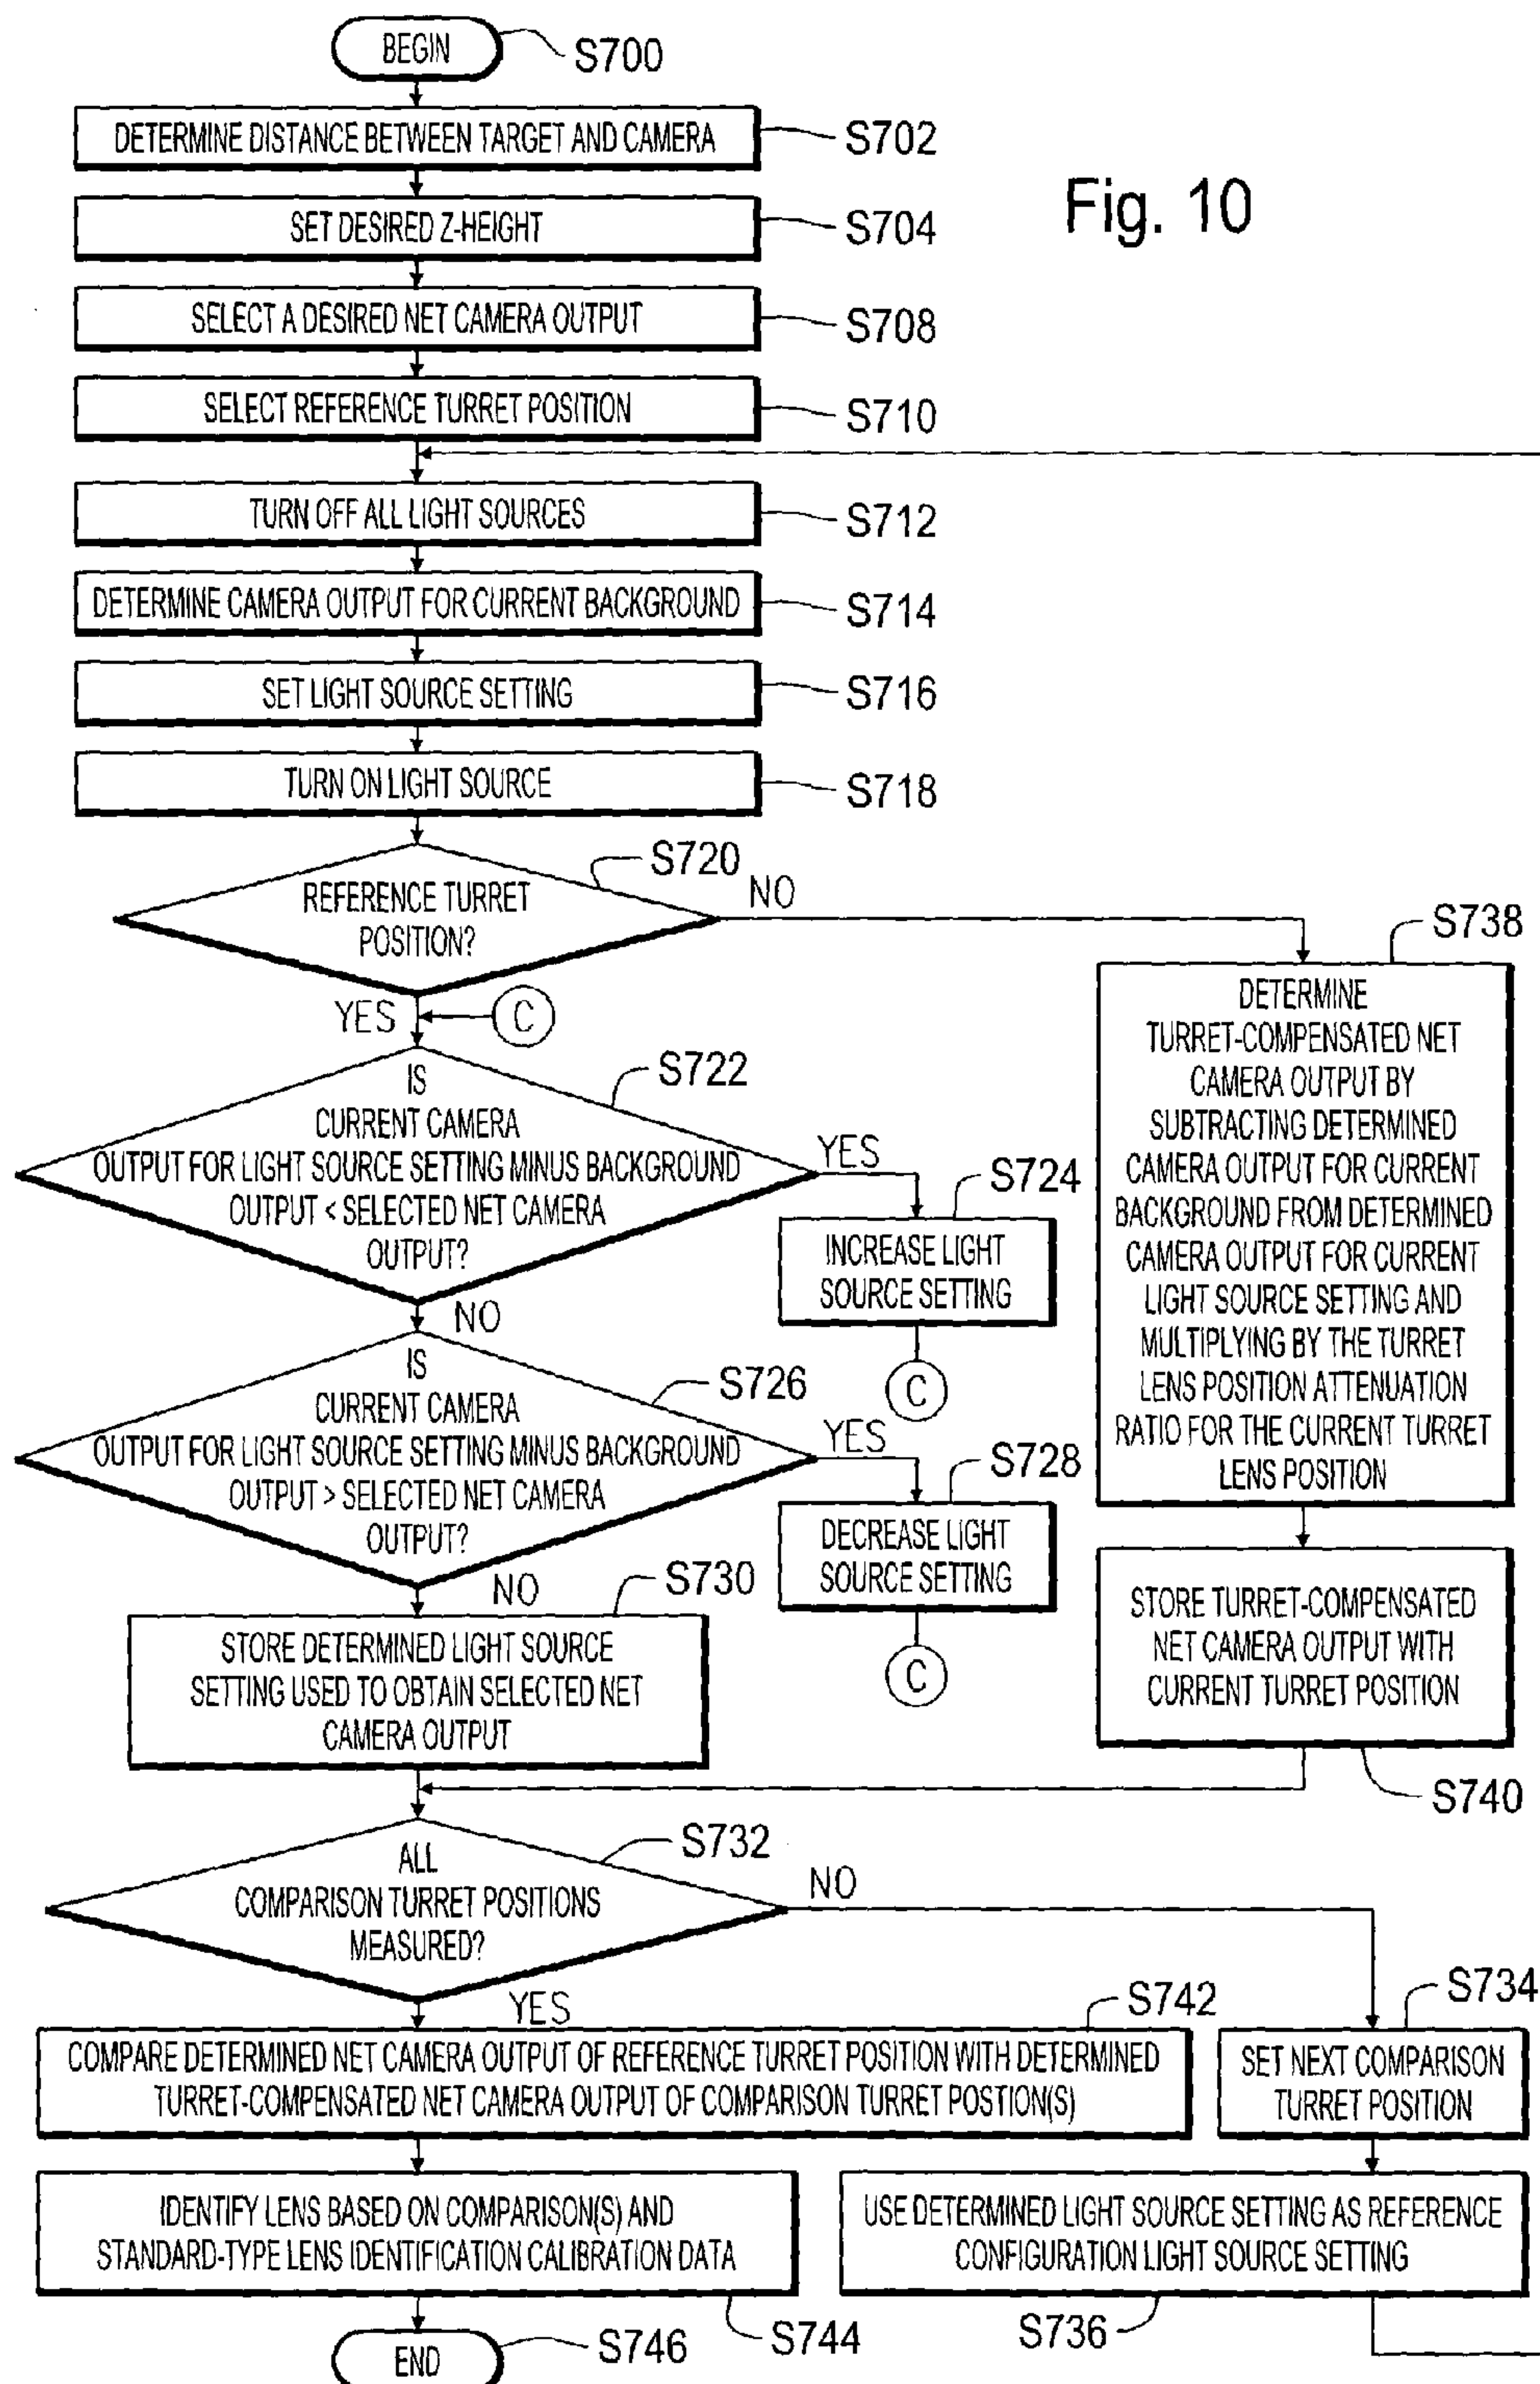 BEGIN
S700
DETERMINE DISTANCE BETWEEN TARGET AND CAMERA
S702
Fig. 10
SET DESIRED Z-HEIGHT
S704
SELECT A DESIRED NET CAMERA OUTPUT
S708
SELECT REFERENCE TURRET POSITION
S710
TURN OFF ALL LIGHT SOURCES
S712
DETERMINE CAMERA OUTPUT FOR CURRENT BACKGROUND
S714
SET LIGHT SOURCE SETTING
S716
TURN ON LIGHT SOURCE
S718
S720
REFERENCE TURRET
POSITION?
NO
YES
C
S722
IS
CURRENT CAMERA
OUTPUT FOR LIGHT SOURCE SETTING MINUS BACKGROUND
OUTPUT < SELECTED NET CAMERA
OUTPUT?
YES
S724
INCREASE LIGHT
SOURCE SETTING
C
NO
S726
IS
CURRENT CAMERA
OUTPUT FOR LIGHT SOURCE SETTING MINUS BACKGROUND
OUTPUT > SELECTED NET CAMERA
OUTPUT?
YES
S728
DECREASE LIGHT
SOURCE SETTING
C
NO
S730
STORE DETERMINED LIGHT SOURCE
SETTING USED TO OBTAIN SELECTED NET
CAMERA OUTPUT
S738
DETERMINE
TURRET-COMPENSATED NET
CAMERA OUTPUT BY
SUBTRACTING DETERMINED
CAMERA OUTPUT FOR CURRENT
BACKGROUND FROM DETERMINED
CAMERA OUTPUT FOR CURRENT
LIGHT SOURCE SETTING AND
MULTIPLYING BY THE TURRET
LENS POSITION ATTENUATION
RATIO FOR THE CURRENT TURRET
LENS POSITION
STORE TURRET-COMPENSATED
NET CAMERA OUTPUT WITH
CURRENT TURRET POSITION
S740
S732
ALL
COMPARISON TURRET POSITIONS
MEASURED?
NO
YES
S742
COMPARE DETERMINED NET CAMERA OUTPUT OF REFERENCE TURRET POSITION WITH DETERMINED
TURRET-COMPENSATED NET CAMERA OUTPUT OF COMPARISON TURRET POSTION(S)
S734
SET NEXT COMPARISON
TURRET POSITION
IDENTIFY LENS BASED ON COMPARISON(S) AND
STANDARD-TYPE LENS IDENTIFICATION CALIBRATION DATA
S744
USE DETERMINED LIGHT SOURCE SETTING AS REFERENCE
CONFIGURATION LIGHT SOURCE SETTING
S736
END
S746